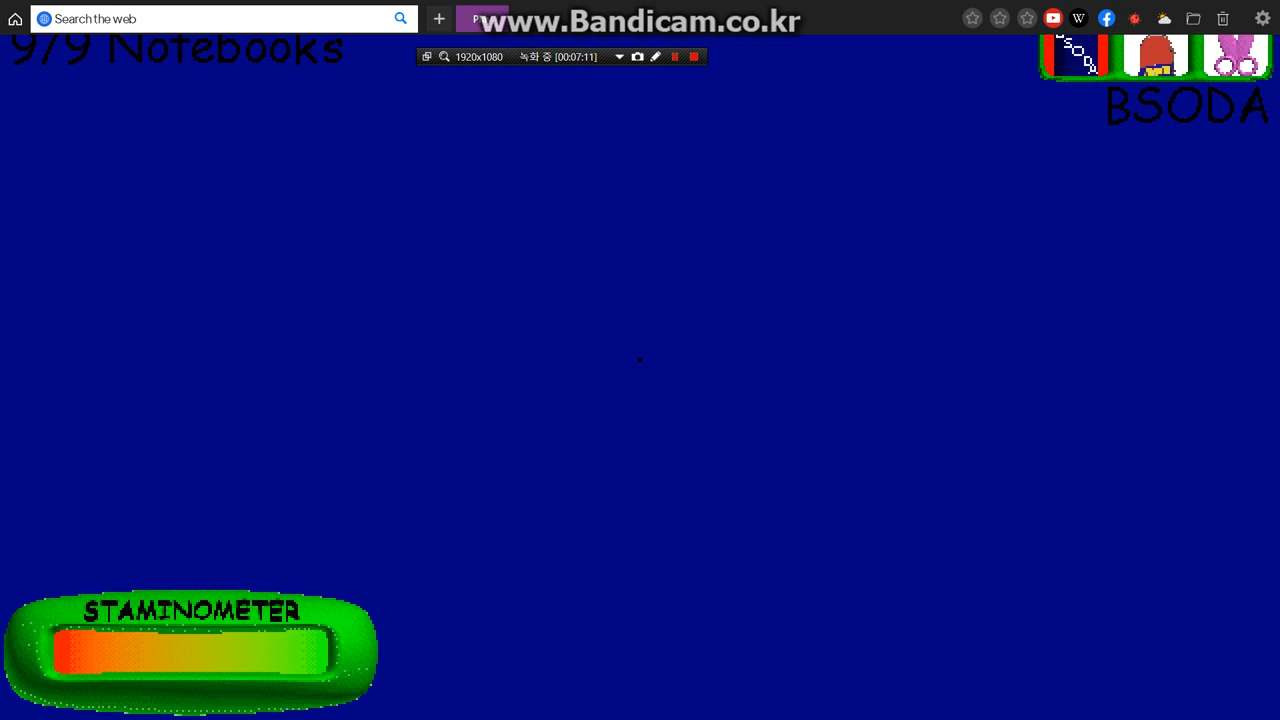 Search the web
www.Bandicam.co.kr
W
9/9 Notebooks
1920x1080 녹화 중 [00:07:11]
BSODA
BSODA
STAMINOMETER